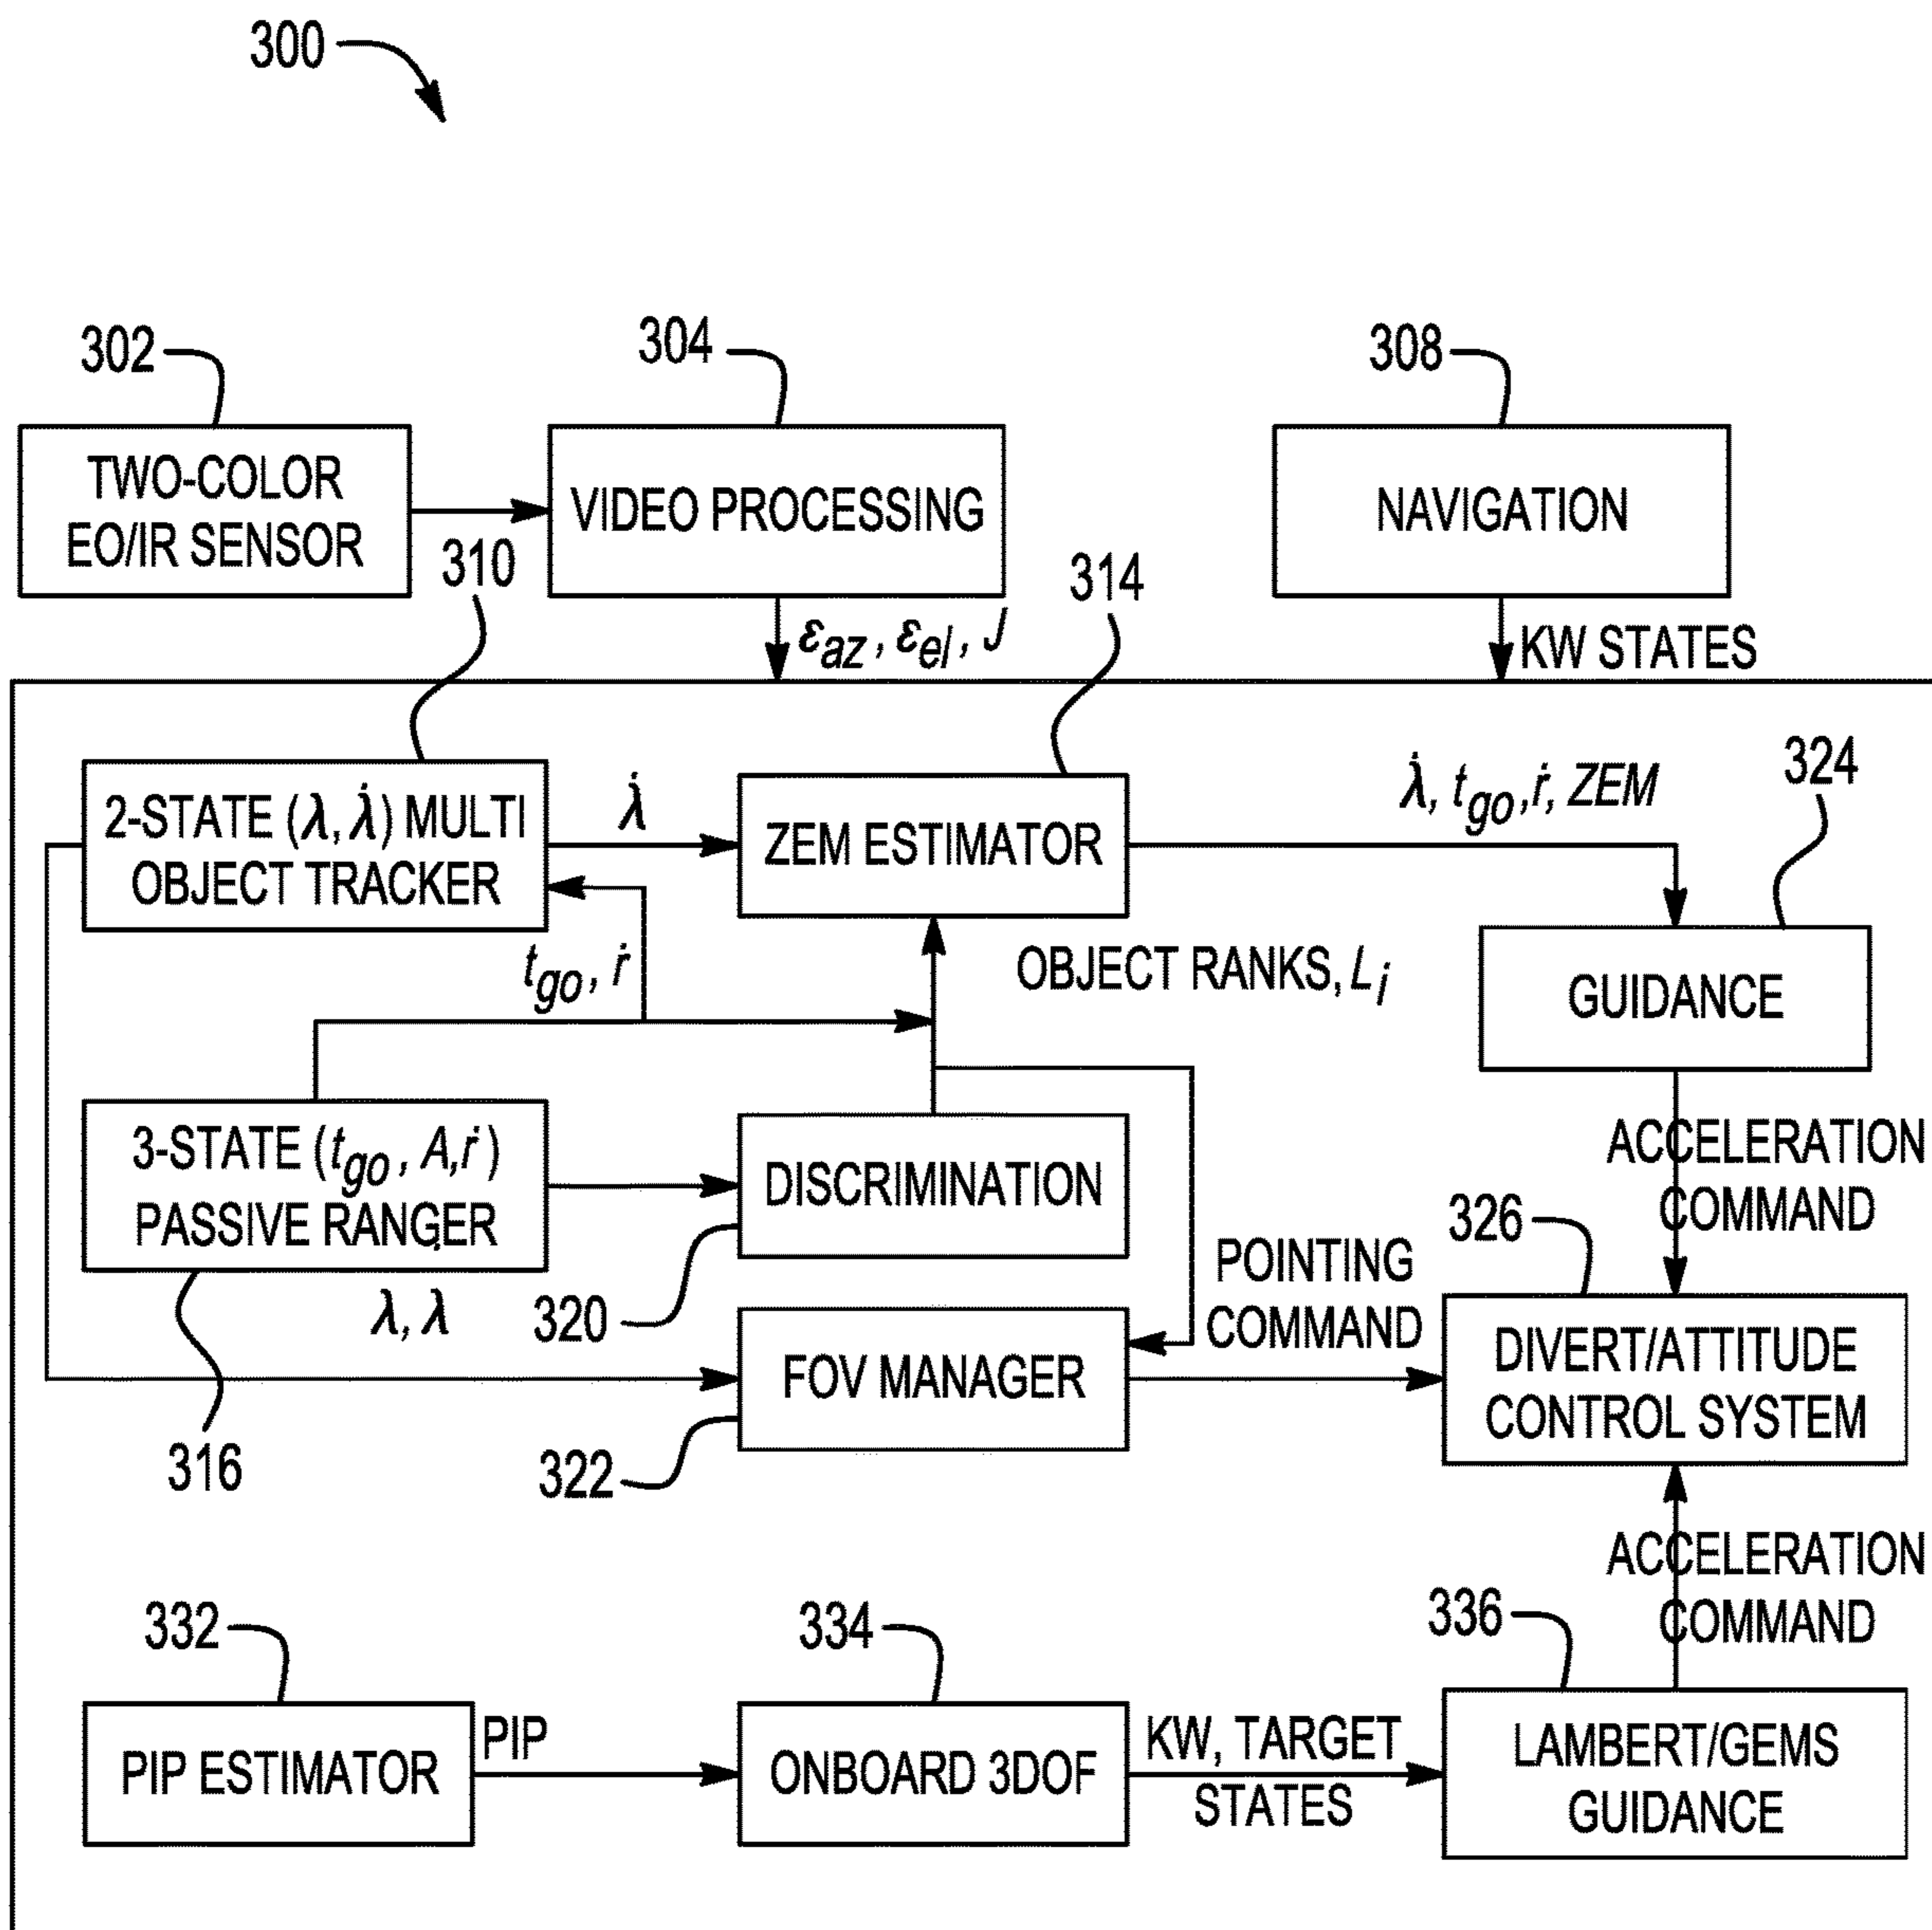 300
302
304
308
TWO-COLOR
EO/IR SENSOR
VIDEO PROCESSING
NAVIGATION
310
314
εaz, εel, J
KW STATES
324
2-STATE (λ, λ̇) MULTI
OBJECT TRACKER
λ̇
ZEM ESTIMATOR
λ̇, tgo, ṙ, ZEM
tgo, ṙ
OBJECT RANKS, Li
GUIDANCE
3-STATE (tgo, A, ṙ)
PASSIVE RANGER
DISCRIMINATION
ACCELERATION
COMMAND
326
λ, λ̇
320
POINTING
COMMAND
FOV MANAGER
DIVERT/ATTITUDE
CONTROL SYSTEM
316
322
ACCELERATION
COMMAND
332
334
336
PIP ESTIMATOR
PIP
ONBOARD 3DOF
KW, TARGET
STATES
LAMBERT/GEMS
GUIDANCE